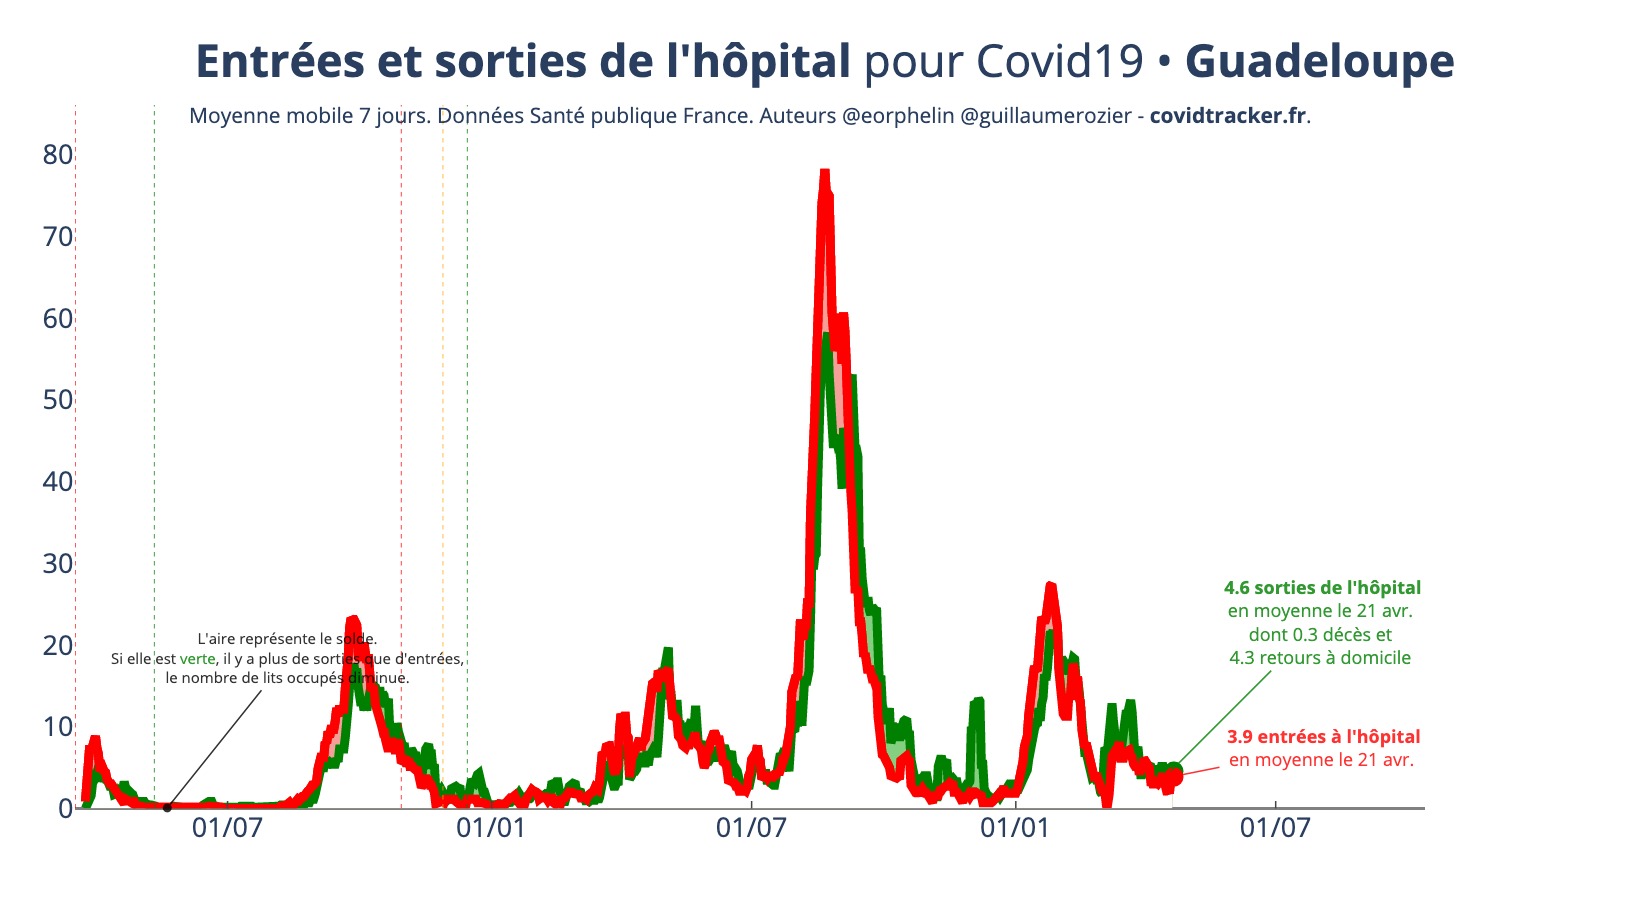 Entrées et sorties de l'hôpital pour Covid19 • Guadeloupe
Moyenne mobile 7 jours. Données Santé publique France. Auteurs @eorphelin @guillaumerozier - covidtracker.fr.
80
70
60
50
40
30
20
10
0
L'aire représente le solde.
Si elle est verte, il y a plus de sorties que d'entrées,
le nombre de lits occupés diminue.
4.6 sorties de l'hôpital
en moyenne le 21 avr.
dont 0.3 décès et
4.3 retours à domicile
3.9 entrées à l'hôpital
en moyenne le 21 avr.
01/07 01/01 01/07 01/01 01/07